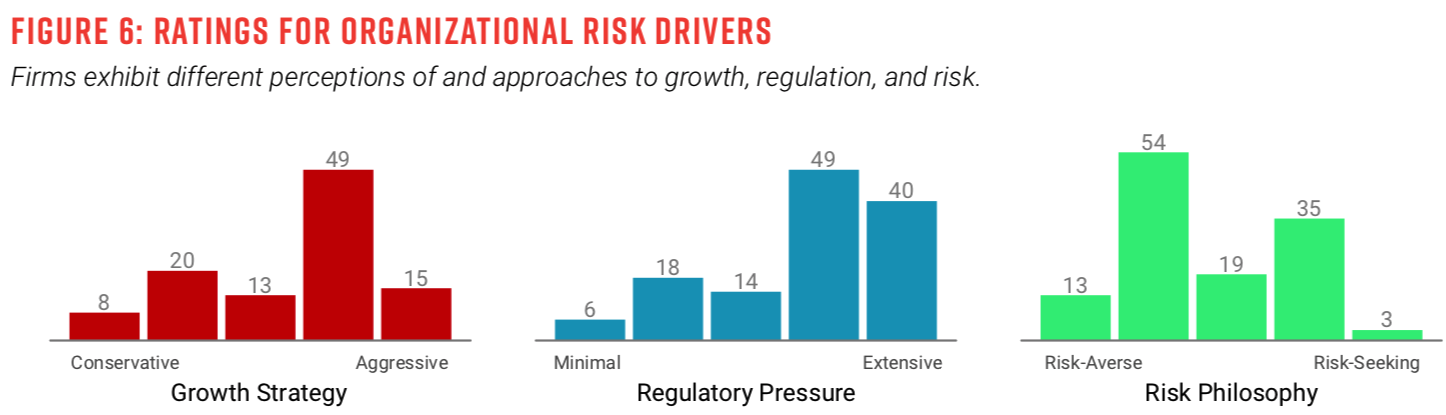 FIGURE 6: RATINGS FOR ORGANIZATIONAL RISK DRIVERS
Firms exhibit different perceptions of and approaches to growth, regulation, and risk.
8
20
13
49
15
Conservative
Aggressive
Growth Strategy
6
18
14
49
40
Minimal
Extensive
Regulatory Pressure
13
54
19
35
3
Risk-Averse
Risk-Seeking
Risk Philosophy